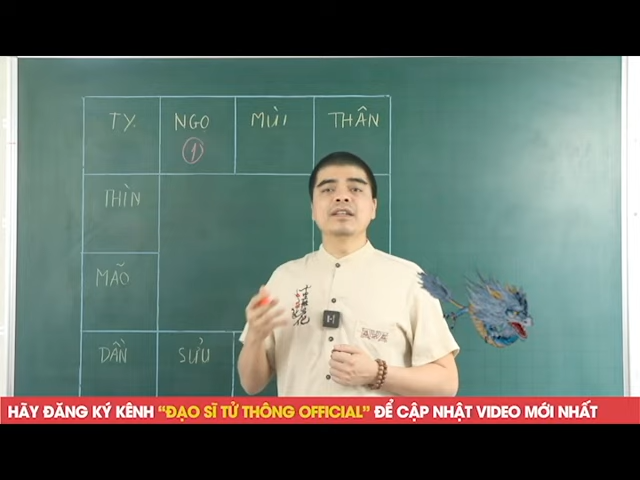 TỴ. NGỌ MÙI THÂN
1
THÌN
MÃO
DẦN SỬU
HÃY ĐĂNG KÝ KÊNH “ĐẠO SĨ TỬ THÔNG OFFICIAL” ĐỂ CẬP NHẬT VIDEO MỚI NHẤT